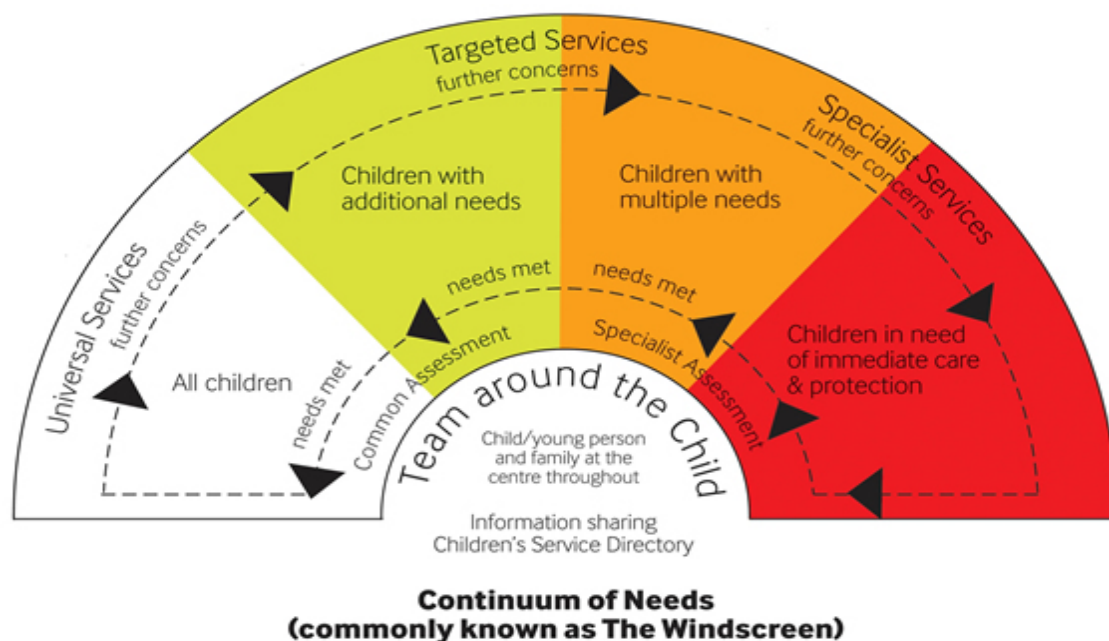 Universal Services
further concerns
All children
needs met
Common Assessment
Targeted Services
further concerns
Children with
additional needs
needs met
Children with
multiple needs
needs met
Specialist Assessment
Specialist Services
further concerns
Children in need
of immediate care
& protection
Team around the Child
Child/young person
and family at the
centre throughout
Information sharing
Children's Service Directory
Continuum of Needs
(commonly known as The Windscreen)